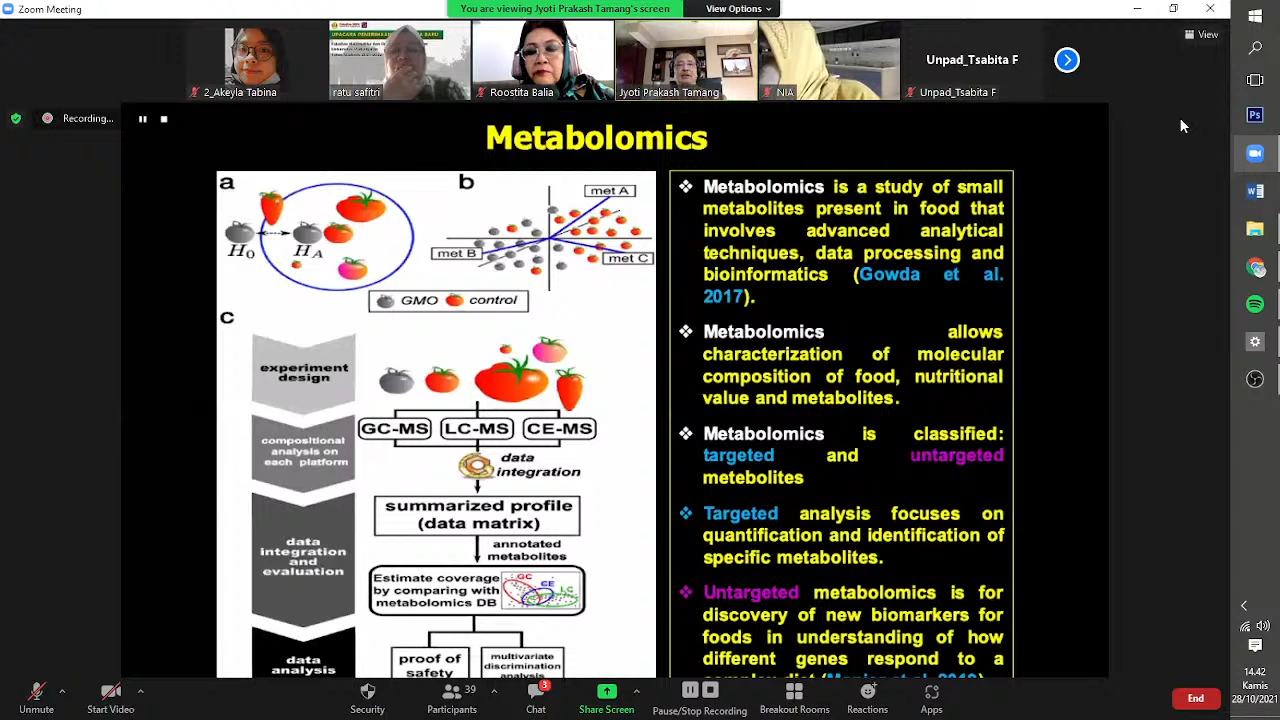 Zoom Meeting
You are viewing Jyoti Prakash Tamang's screen
View Options
View
2_Akeyla Tabina
ratu safitri
Roostita Balia
Jyoti Prakash Tamang
NIA
Unpad_Tsabita F
Unpad_Tsabita F
Recording...
Metabolomics
a
b
met A
met B
met C
H0
HA
GMO control
c
experiment
design
compositional
analysis on
each platform
GC-MS
LC-MS
CE-MS
data
integration
summarized profile
(data matrix)
data
integration
and
evaluation
annotated
metabolites
Estimate coverage
by comparing with
metabolomics DB
GC
CE
LC
data
analysis
proof of
safety
multivariate
discrimination
analysis
❖ Metabolomics is a study of small
metabolites present in food that
involves advanced analytical
techniques, data processing and
bioinformatics (Gowda et al.
2017).
❖ Metabolomics allows
characterization of molecular
composition of food, nutritional
value and metabolites.
❖ Metabolomics is classified:
targeted and untargeted
metebolites
❖ Targeted analysis focuses on
quantification and identification of
specific metabolites.
❖ Untargeted metabolomics is for
discovery of new biomarkers for
foods in understanding of how
different genes respond to a
Ps
Unmute
Start Video
Security
39
Participants
3
Chat
Share Screen
Pause/Stop Recording
Breakout Rooms
Reactions
Apps
End
14:42
Kamis
28/10/2021